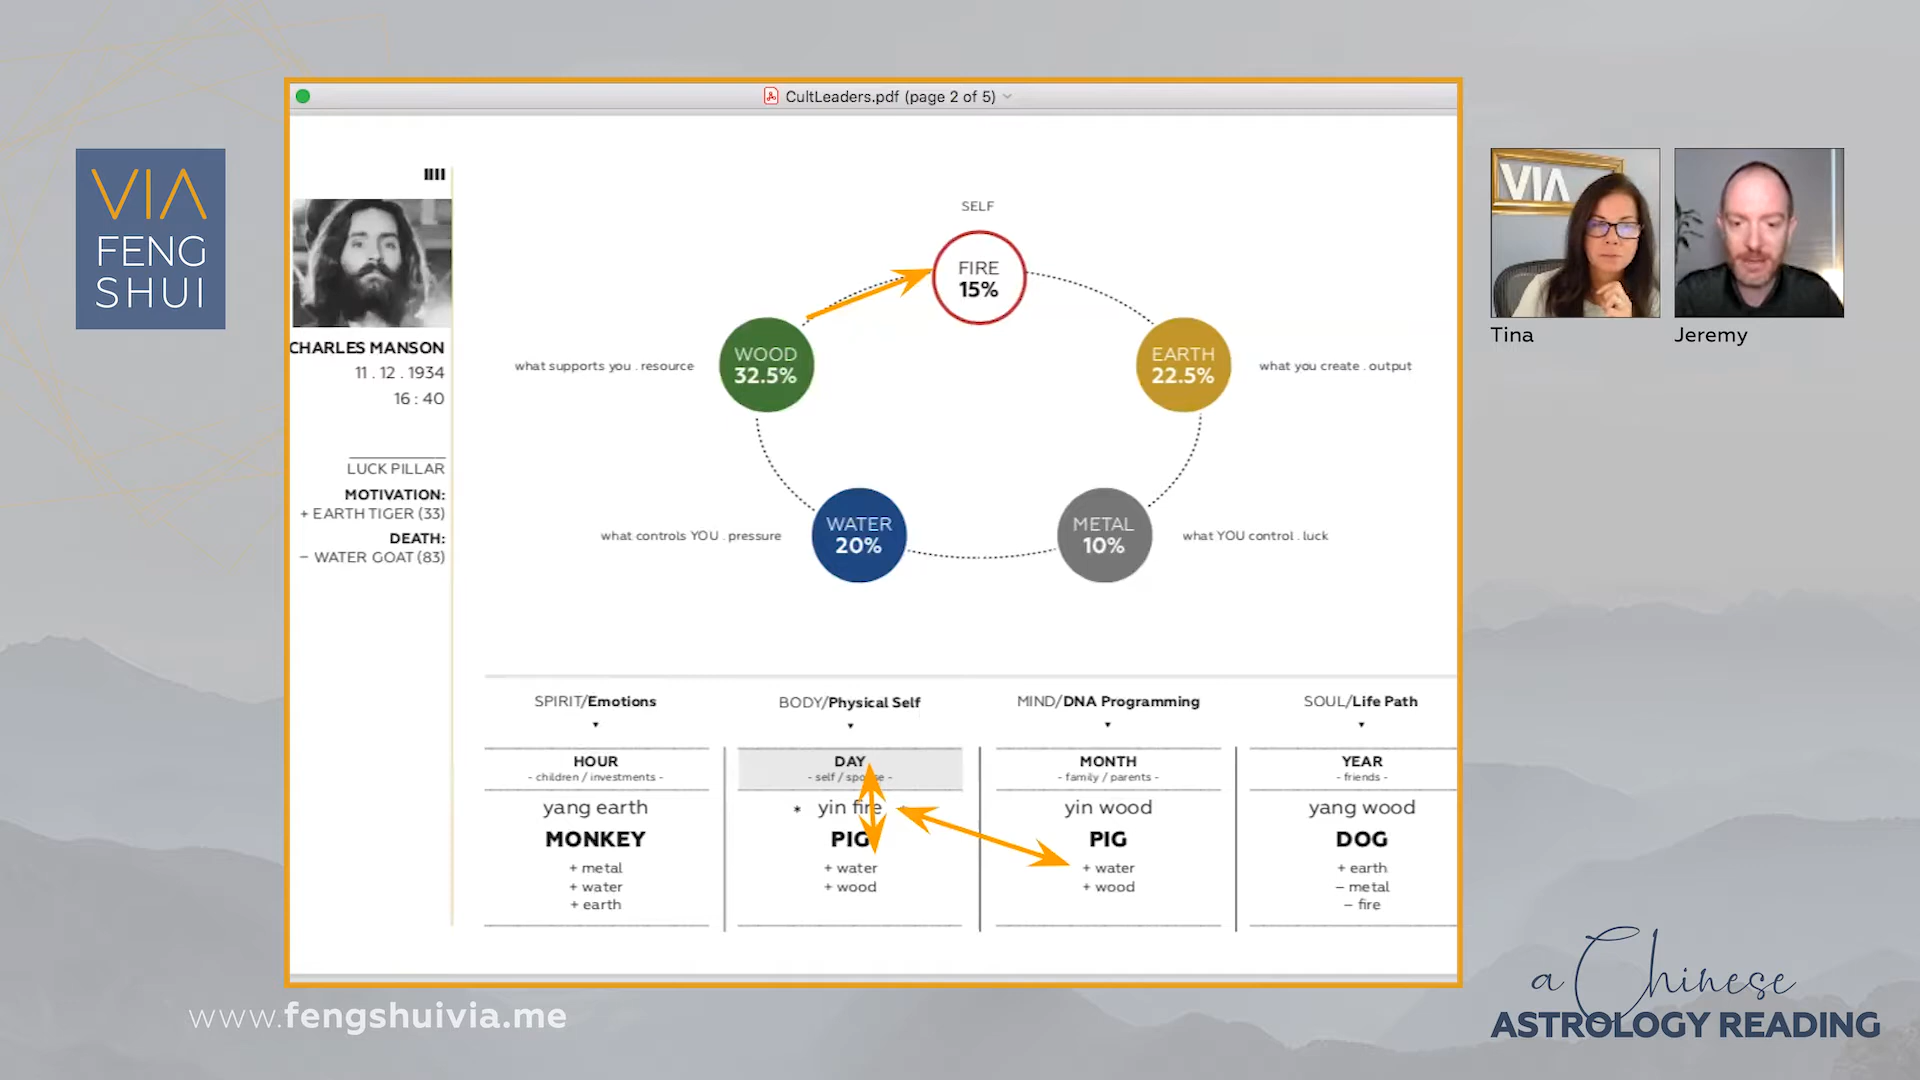 CultLeaders.pdf (page 2 of 5)
VIA
FENG
SHUI
CHARLES MANSON
11 . 12 . 1934
16 : 40
LUCK PILLAR
MOTIVATION:
+ EARTH TIGER (33)
DEATH:
− WATER GOAT (83)
SELF
FIRE
15%
WOOD
32.5%
what supports you . resource
EARTH
22.5%
what you create . output
WATER
20%
what controls YOU . pressure
METAL
10%
what YOU control . luck
SPIRIT/Emotions
HOUR
- children / investments -
yang earth
MONKEY
+ metal
+ water
+ earth
BODY/Physical Self
DAY
- self / spouse -
* yin fire
PIG
+ water
+ wood
MIND/DNA Programming
MONTH
- family / parents -
yin wood
PIG
+ water
+ wood
SOUL/Life Path
YEAR
- friends -
yang wood
DOG
+ earth
− metal
− fire
VIA
Tina
Jeremy
www.fengshuivia.me
a Chinese
ASTROLOGY READING